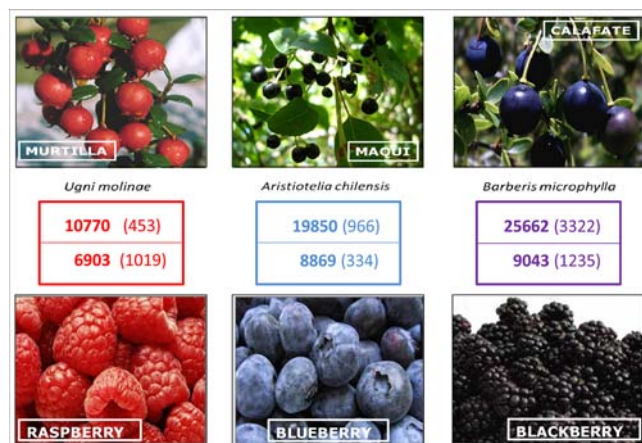 CALAFATE
MURTILLA
MAQUI
Ugni molinae
Aristiotelia chilensis
Barberis microphylla
10770 (453)
6903 (1019)
19850 (966)
8869 (334)
25662 (3322)
9043 (1235)
RASPBERRY
BLUEBERRY
BLACKBERRY